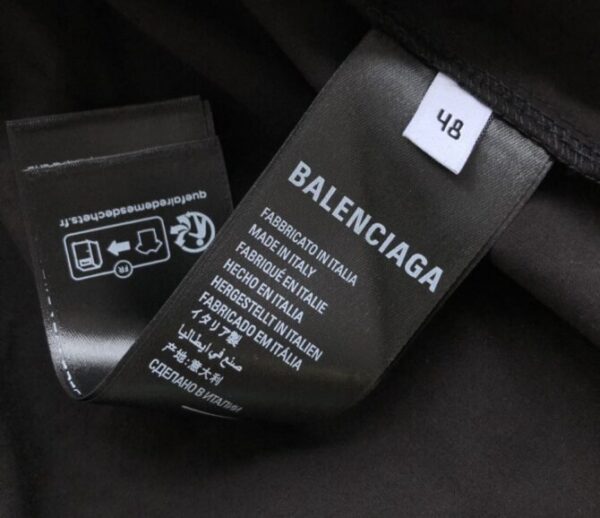 48
BALENCIAGA
FABBRICATO IN ITALIA
MADE IN ITALY
FABRIQUÉ EN ITALIE
HECHO EN ITALIA
HERGESTELLT IN ITALIEN
FABRICADO EM ITÁLIA
イタリア製
صنع في ايطاليا
产地:意大利
СДЕЛАНО В ИТАЛИИ
FR
quefairedemesdechets.fr